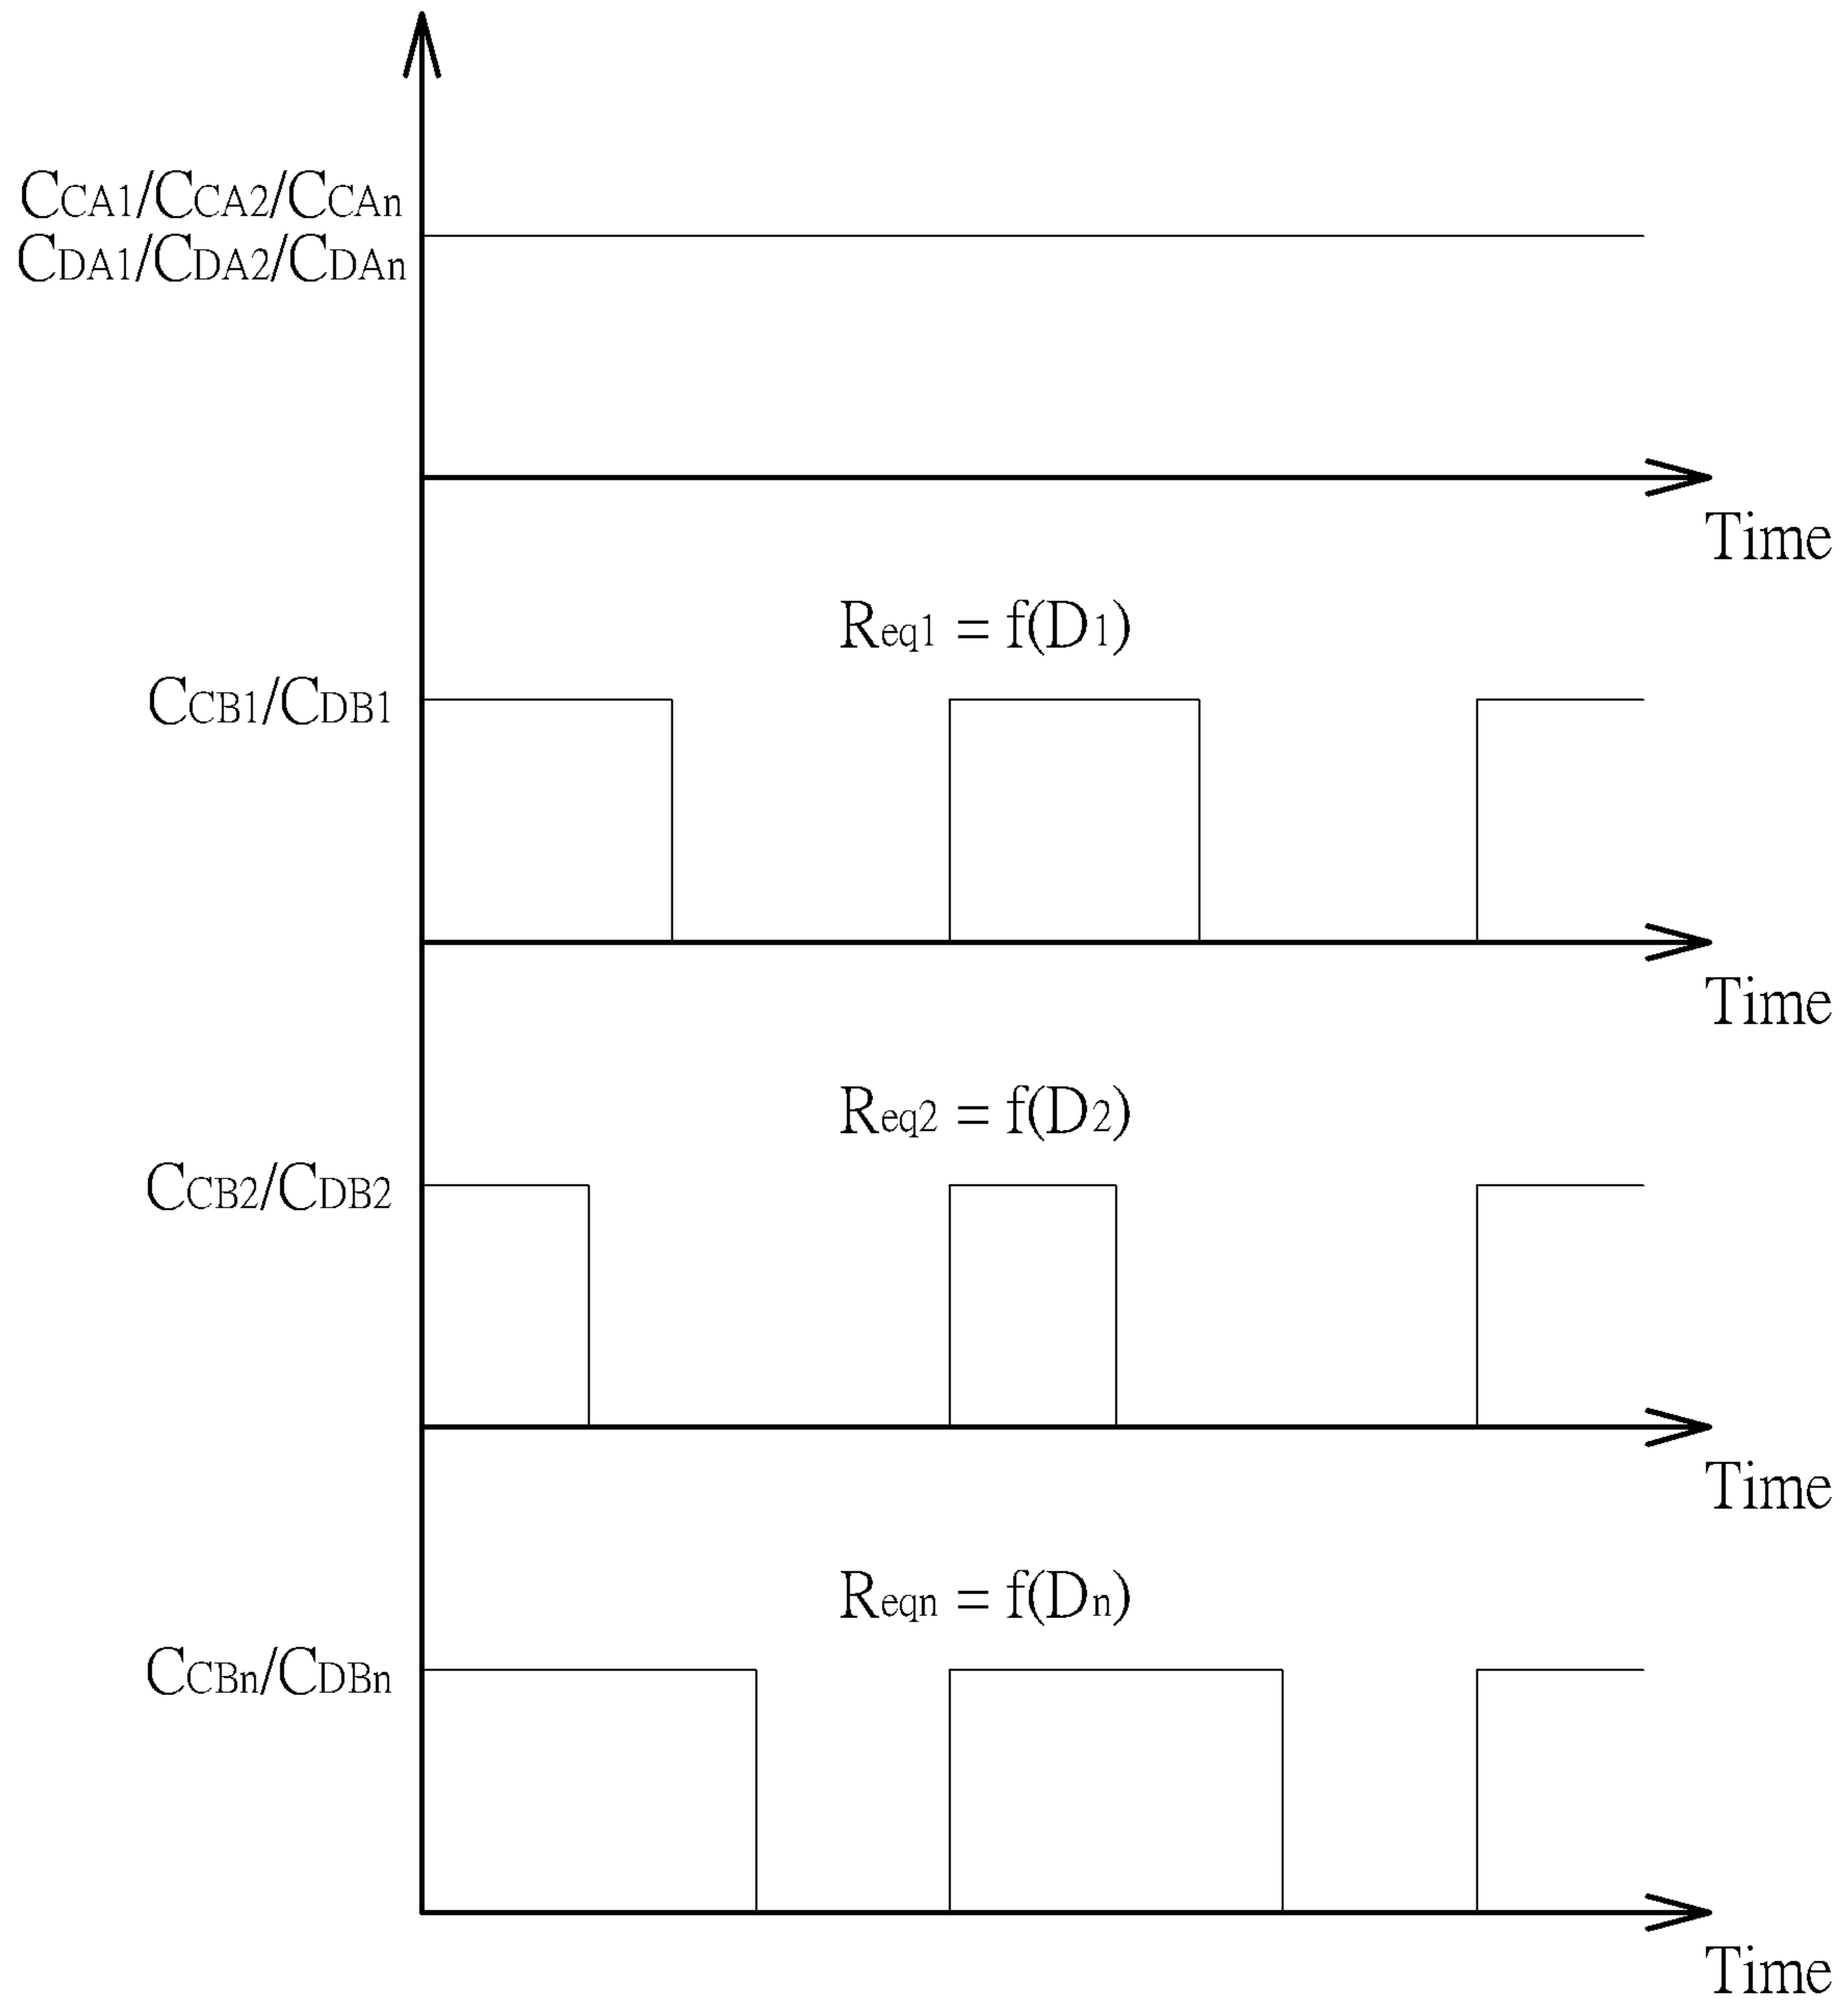 CCA1/CCA2/CCAn
CDA1/CDA2/CDAn
Time
Req1 = f(D1)
CCB1/CDB1
Time
Req2 = f(D2)
CCB2/CDB2
Time
Reqn = f(Dn)
CCBn/CDBn
Time